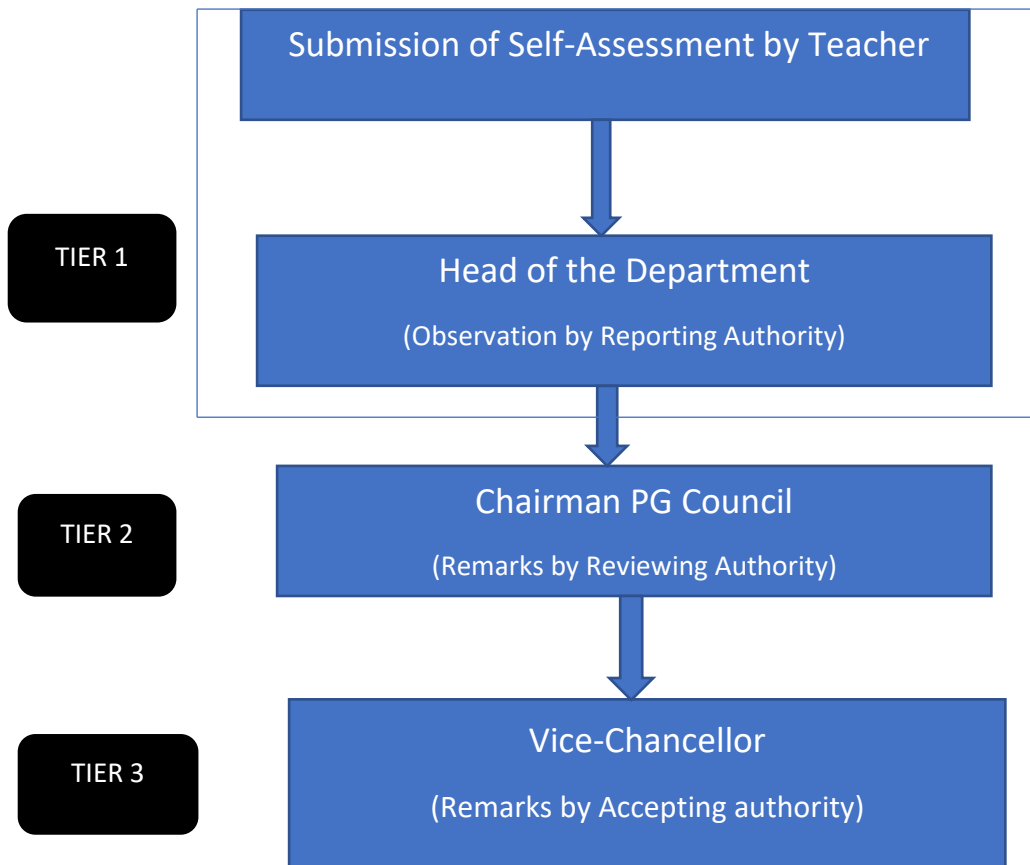 Submission of Self-Assessment by Teacher
TIER 1
Head of the Department
(Observation by Reporting Authority)
TIER 2
Chairman PG Council
(Remarks by Reviewing Authority)
TIER 3
Vice-Chancellor
(Remarks by Accepting authority)